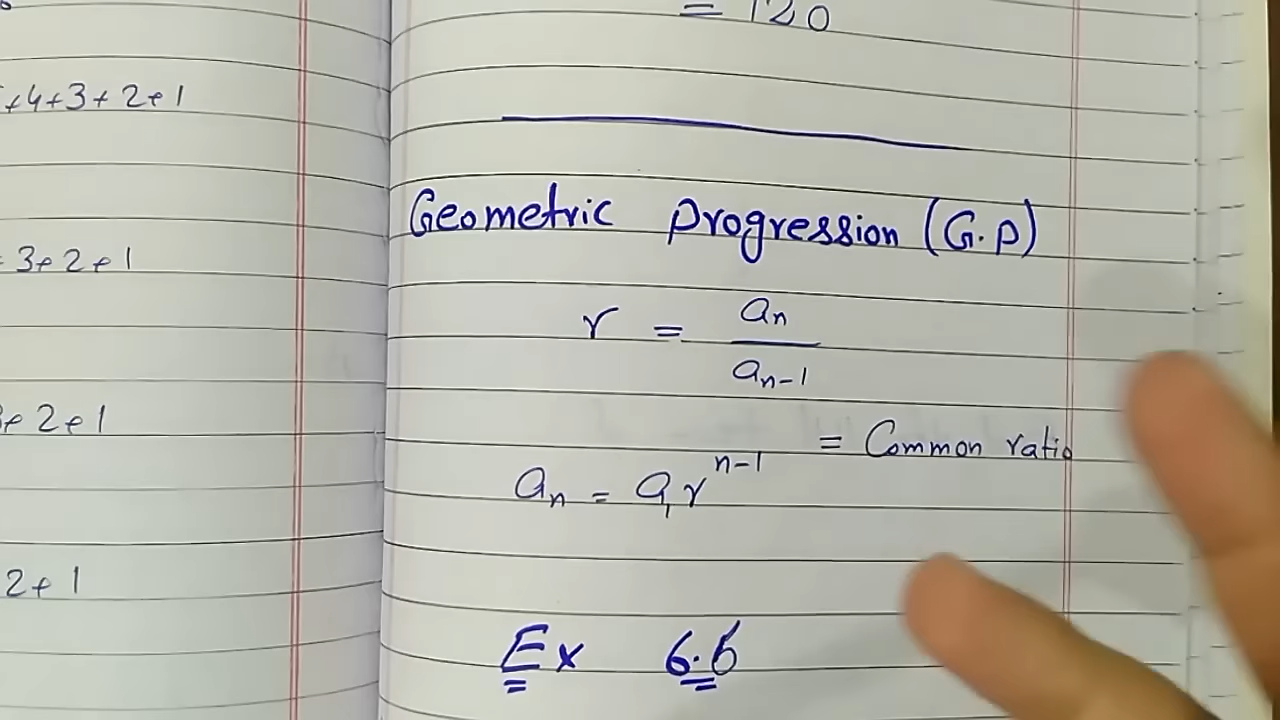 +4+3+2+1
3+2+1
+2+1
2+1
= 120
Geometric Progression (G.P)
r = an / an-1
= Common ratio
an = a1 r^n-1
Ex 6.6